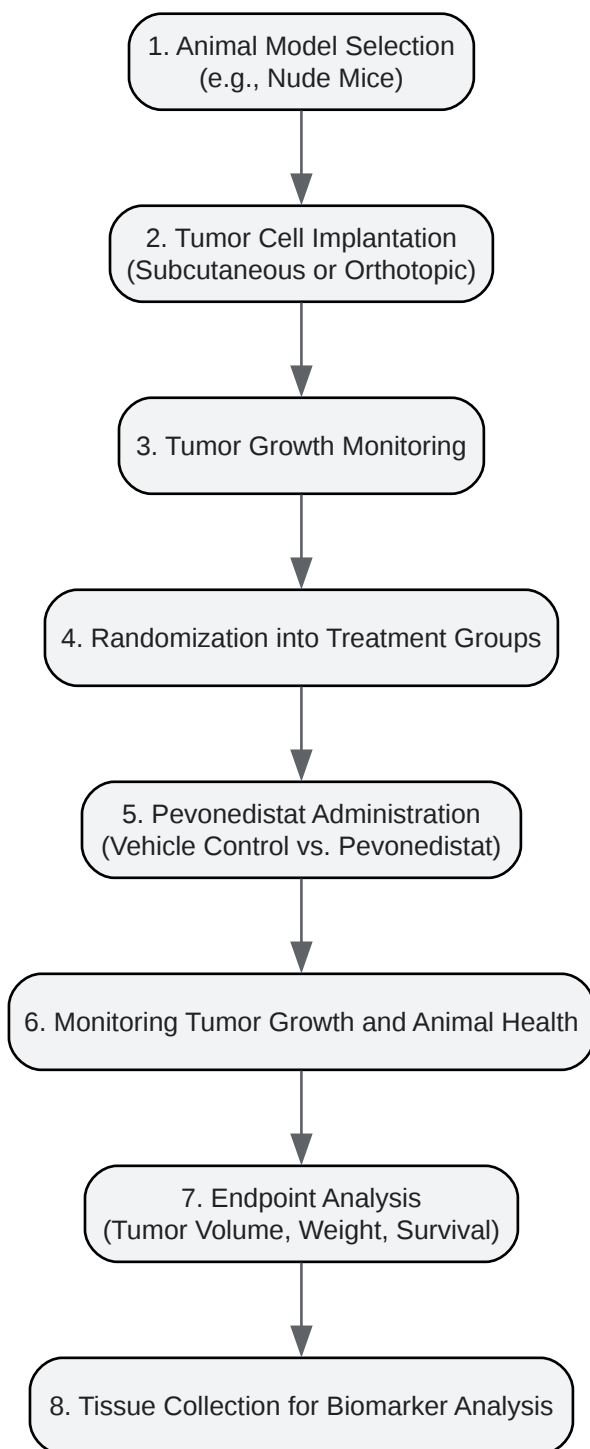 1. Animal Model Selection
(e.g., Nude Mice)
2. Tumor Cell Implantation
(Subcutaneous or Orthotopic)
3. Tumor Growth Monitoring
4. Randomization into Treatment Groups
5. Pevonedistat Administration
(Vehicle Control vs. Pevonedistat)
6. Monitoring Tumor Growth and Animal Health
7. Endpoint Analysis
(Tumor Volume, Weight, Survival)
8. Tissue Collection for Biomarker Analysis